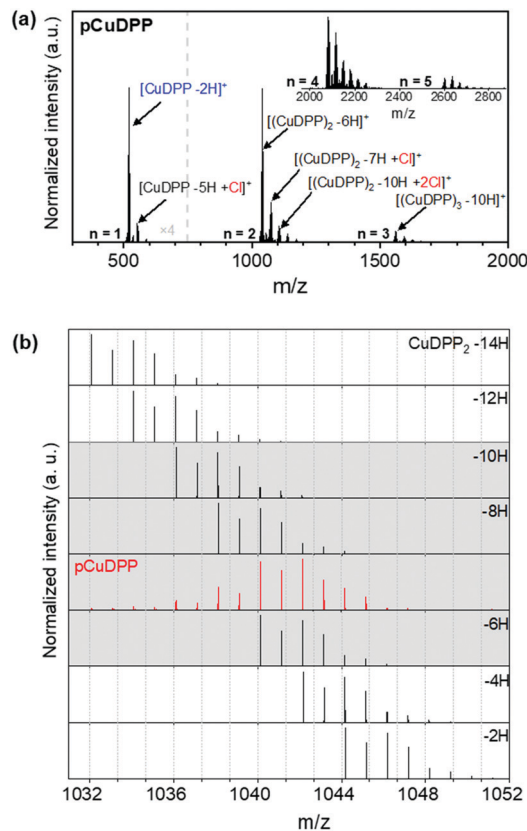 (a)
pCuDPP
Normalized intensity (a.u.)
[CuDPP -2H]⁺
[CuDPP -5H +Cl]⁺
n = 1
×4
[(CuDPP)₂ -6H]⁺
[(CuDPP)₂ -7H +Cl]⁺
[(CuDPP)₂ -10H +2Cl]⁺
[(CuDPP)₃ -10H]⁺
n = 2
n = 3
n = 4
n = 5
2000 2200 2400 2600 2800
m/z
500 1000 1500 2000
m/z
(b)
Normalized intensity (a. u.)
CuDPP₂ -14H
-12H
-10H
-8H
pCuDPP
-6H
-4H
-2H
1032 1036 1040 1044 1048 1052
m/z